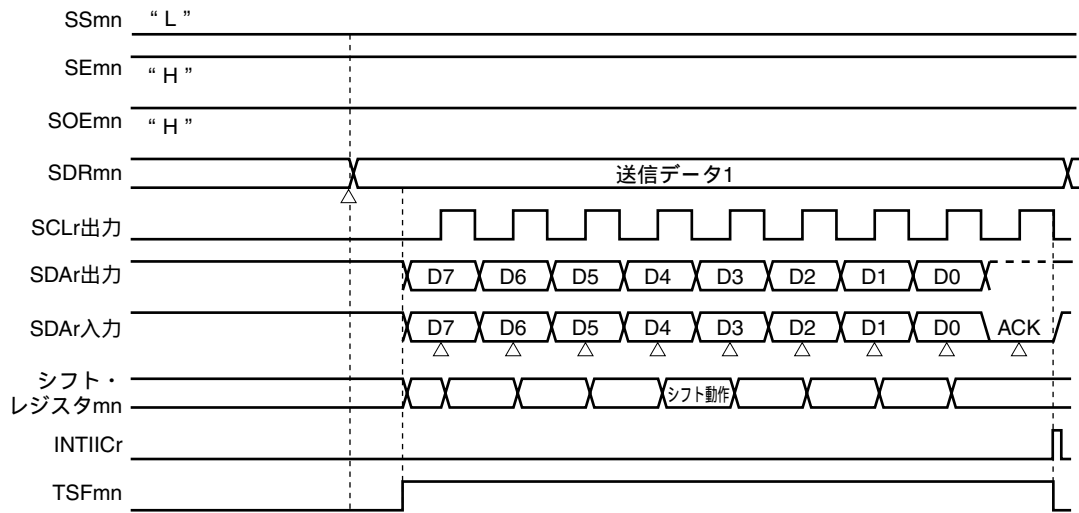 SSmn “ L ”
SEmn “ H ”
SOEmn “ H ”
SDRmn 送信データ1
SCLr出力
SDAr出力 D7 D6 D5 D4 D3 D2 D1 D0
SDAr入力 D7 D6 D5 D4 D3 D2 D1 D0 ACK
シフト・
レジスタmn シフト動作
INTIICr
TSFmn